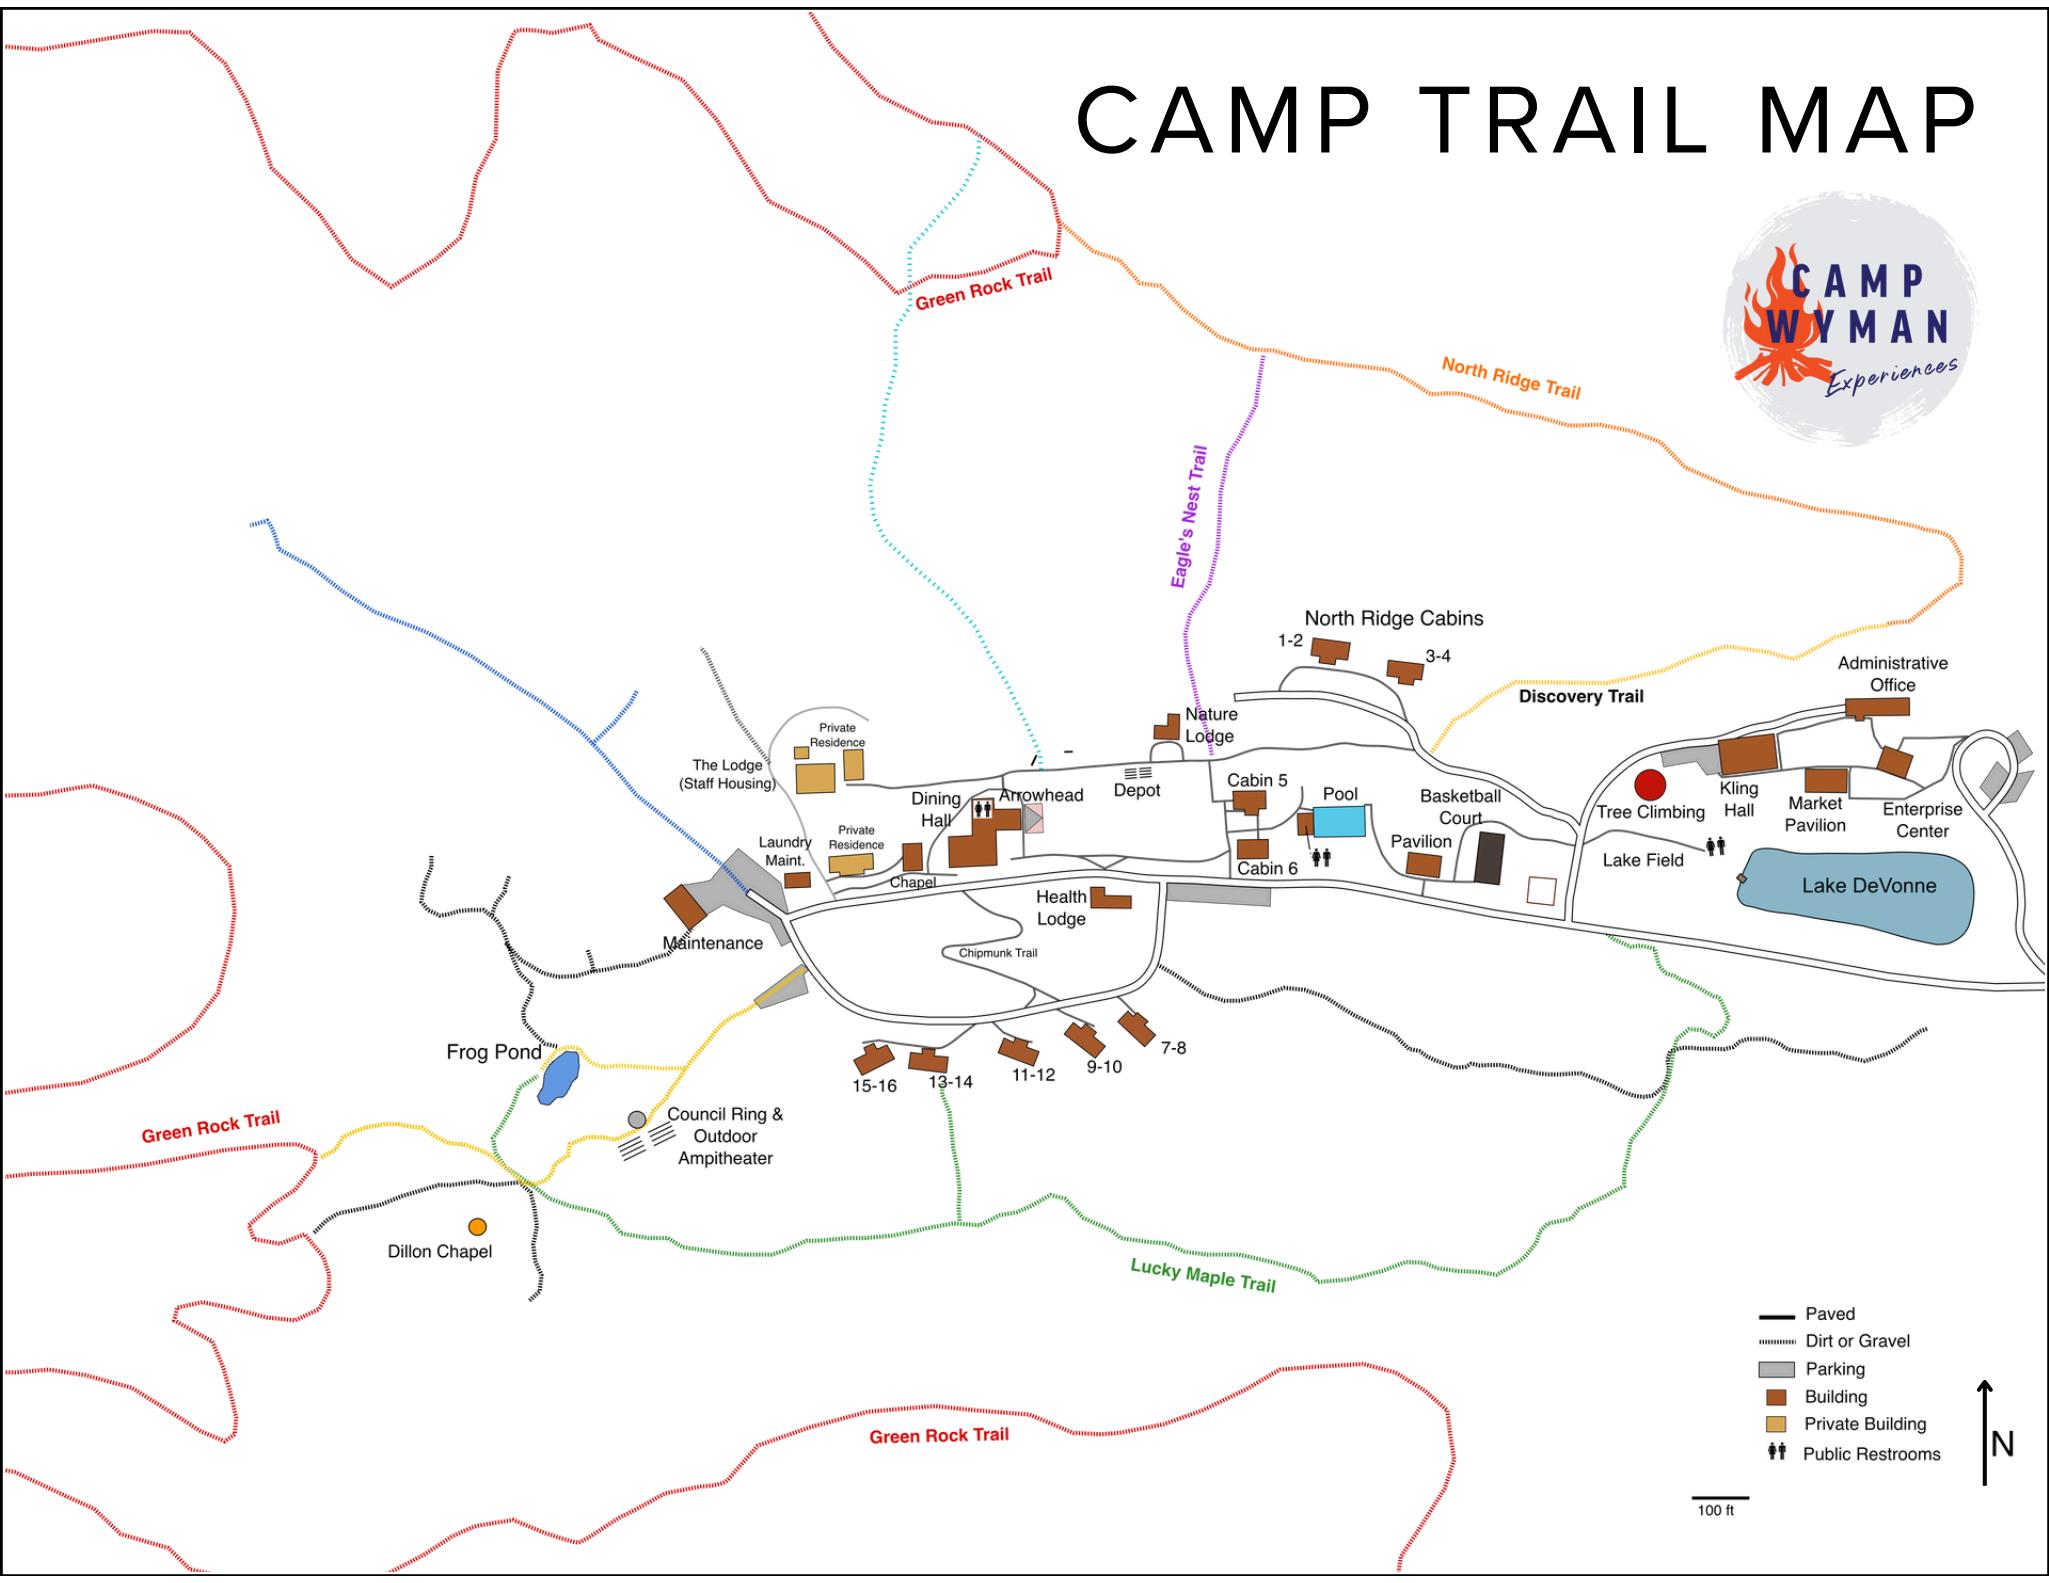 CAMP TRAIL MAP
CAMP
WYMAN
Experiences
Green Rock Trail
North Ridge Trail
Eagle's Nest Trail
North Ridge Cabins
1-2
3-4
Discovery Trail
Administrative
Office
Nature
Lodge
Private
Residence
The Lodge
(Staff Housing)
Dining
Hall
Arrowhead
Depot
Cabin 5
Pool
Basketball
Court
Tree Climbing
Kling
Hall
Market
Pavilion
Enterprise
Center
Laundry
Maint.
Private
Residence
Chapel
Cabin 6
Pavilion
Lake Field
Lake DeVonne
Health
Lodge
Maintenance
Chipmunk Trail
Frog Pond
15-16
13-14
11-12
9-10
7-8
Council Ring &
Outdoor
Ampitheater
Green Rock Trail
Dillon Chapel
Lucky Maple Trail
Green Rock Trail
Paved
Dirt or Gravel
Parking
Building
Private Building
Public Restrooms
N
100 ft